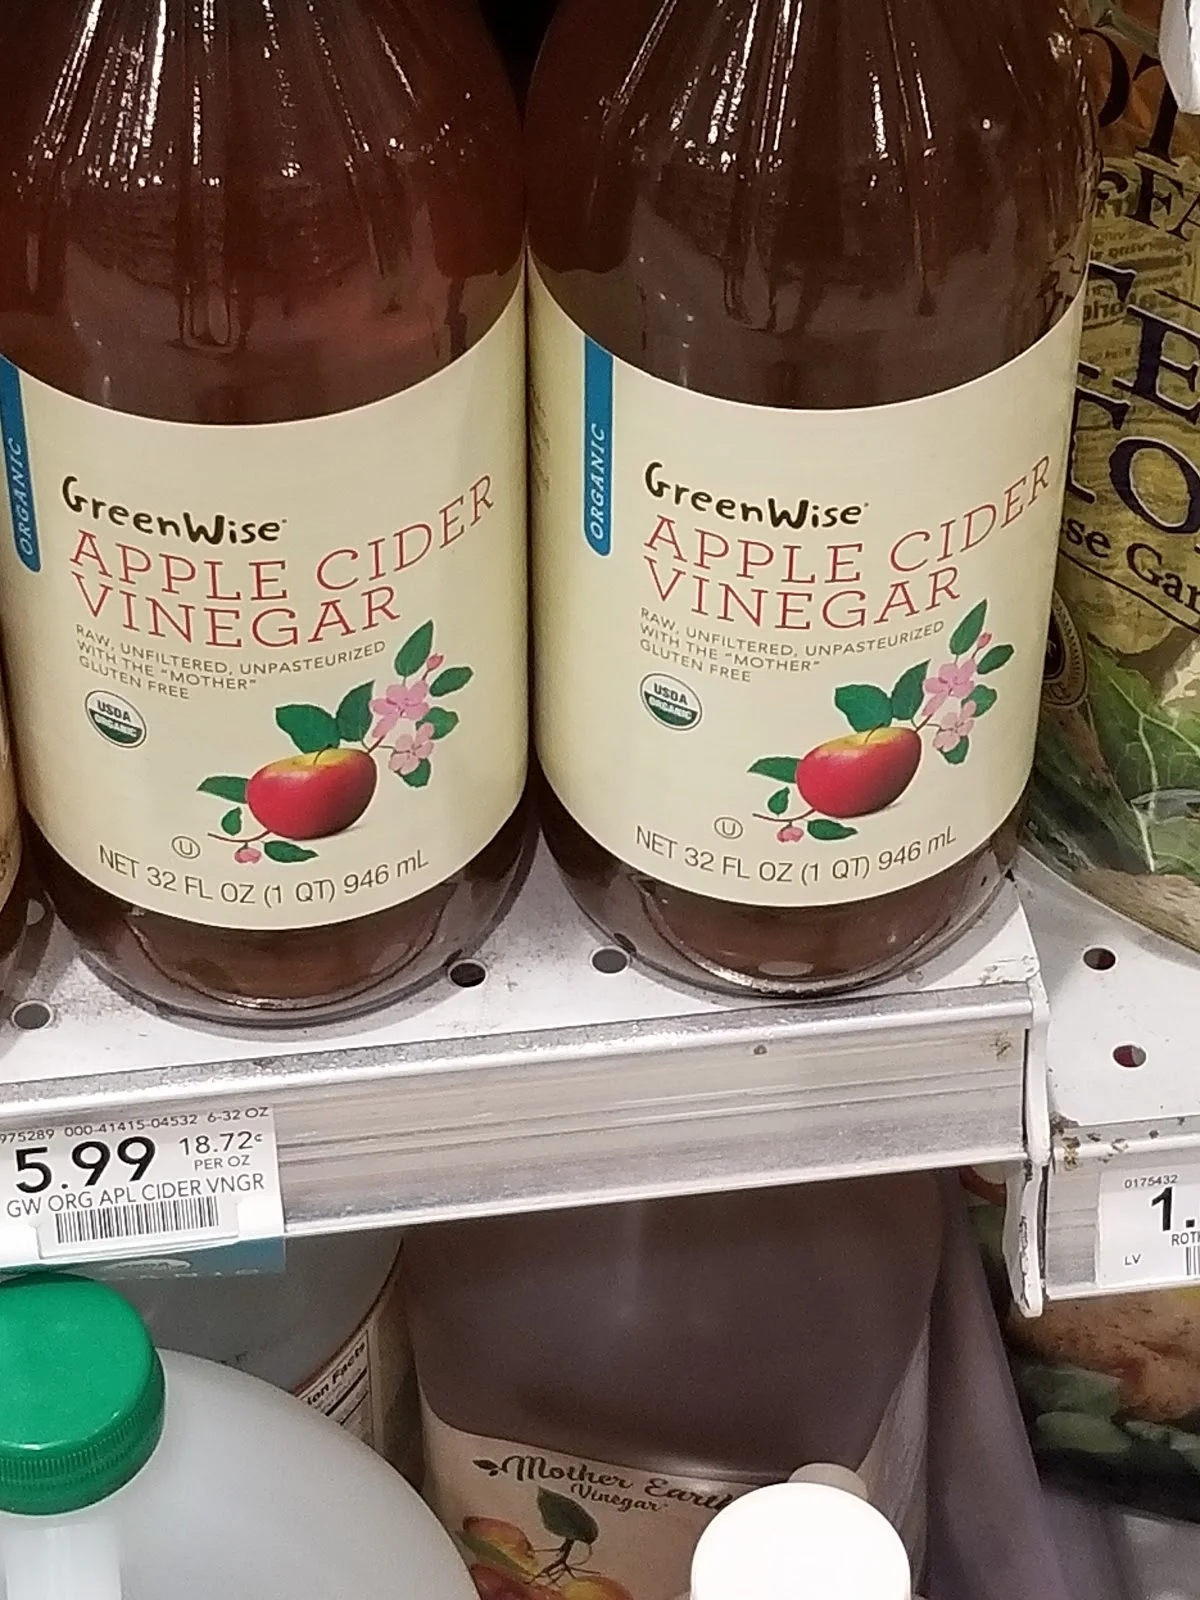 ORGANIC
GreenWise
APPLE CIDER
VINEGAR
RAW, UNFILTERED, UNPASTEURIZED
WITH THE "MOTHER"
GLUTEN FREE
USDA
ORGANIC
U
NET 32 FL OZ (1 QT) 946 mL
ORGANIC
GreenWise
APPLE CIDER
VINEGAR
RAW, UNFILTERED, UNPASTEURIZED
WITH THE "MOTHER"
GLUTEN FREE
USDA
ORGANIC
U
NET 32 FL OZ (1 QT) 946 mL
975289 000-41415-04532 6-32 OZ
5.99 18.72¢
PER OZ
GW ORG APL CIDER VNGR
0175432
1.
ROTH
LV
Mother Earth
Vinegar